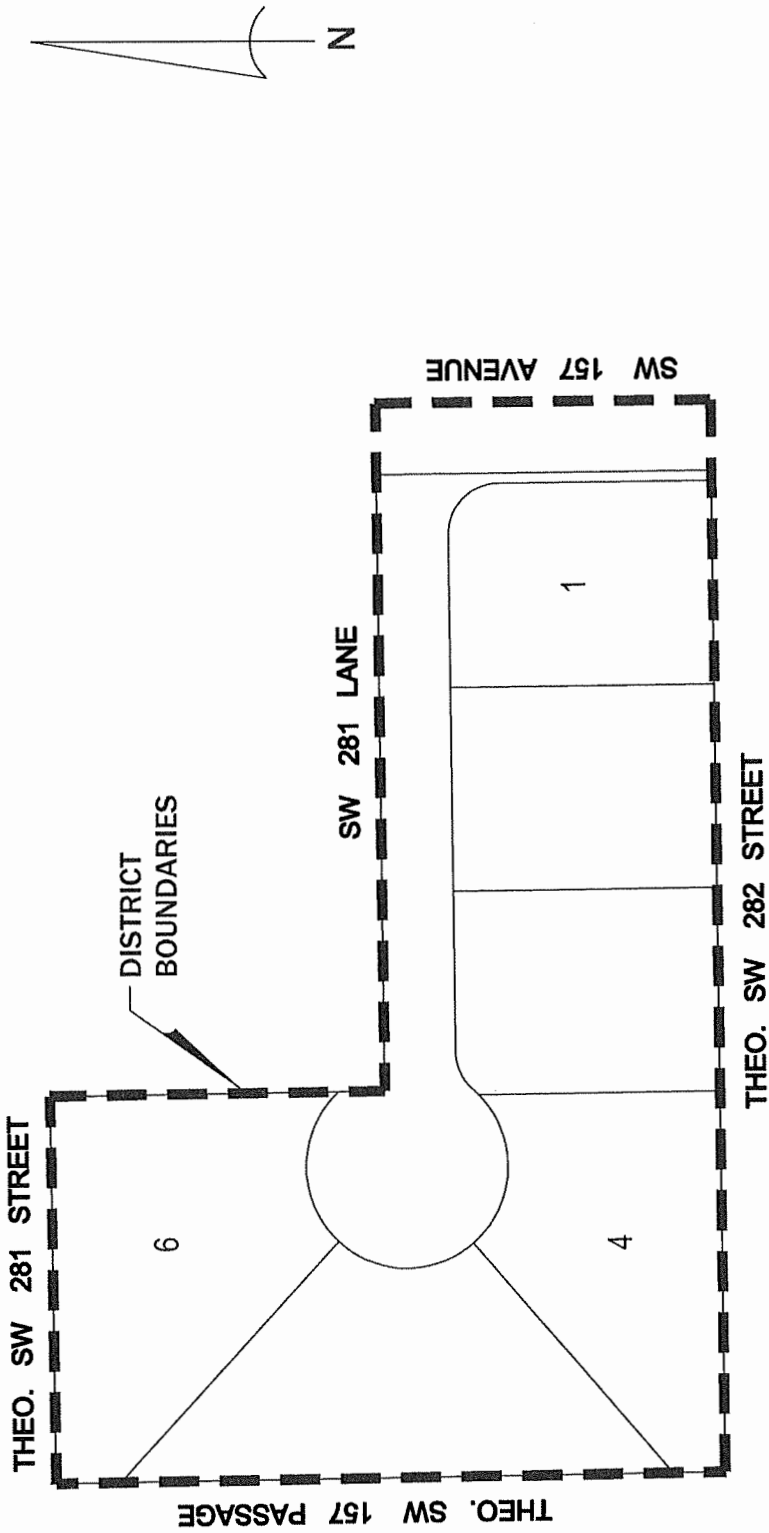 N
THEO. SW 281 STREET
DISTRICT
BOUNDARIES
SW 281 LANE
SW 157 AVENUE
THEO. SW 157 PASSAGE
6
4
1
THEO. SW 282 STREET